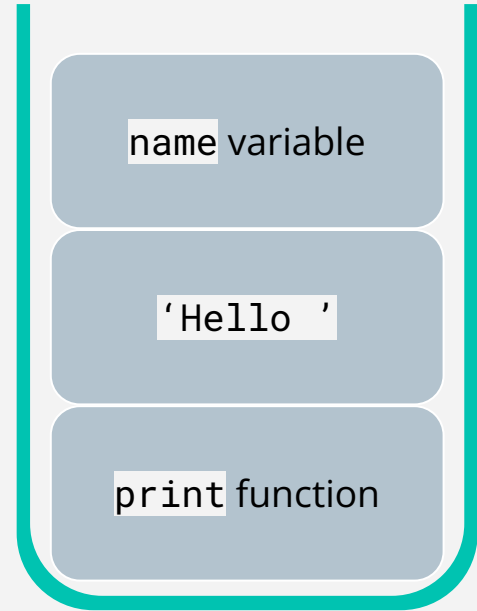 name variable
‘Hello ’
print function